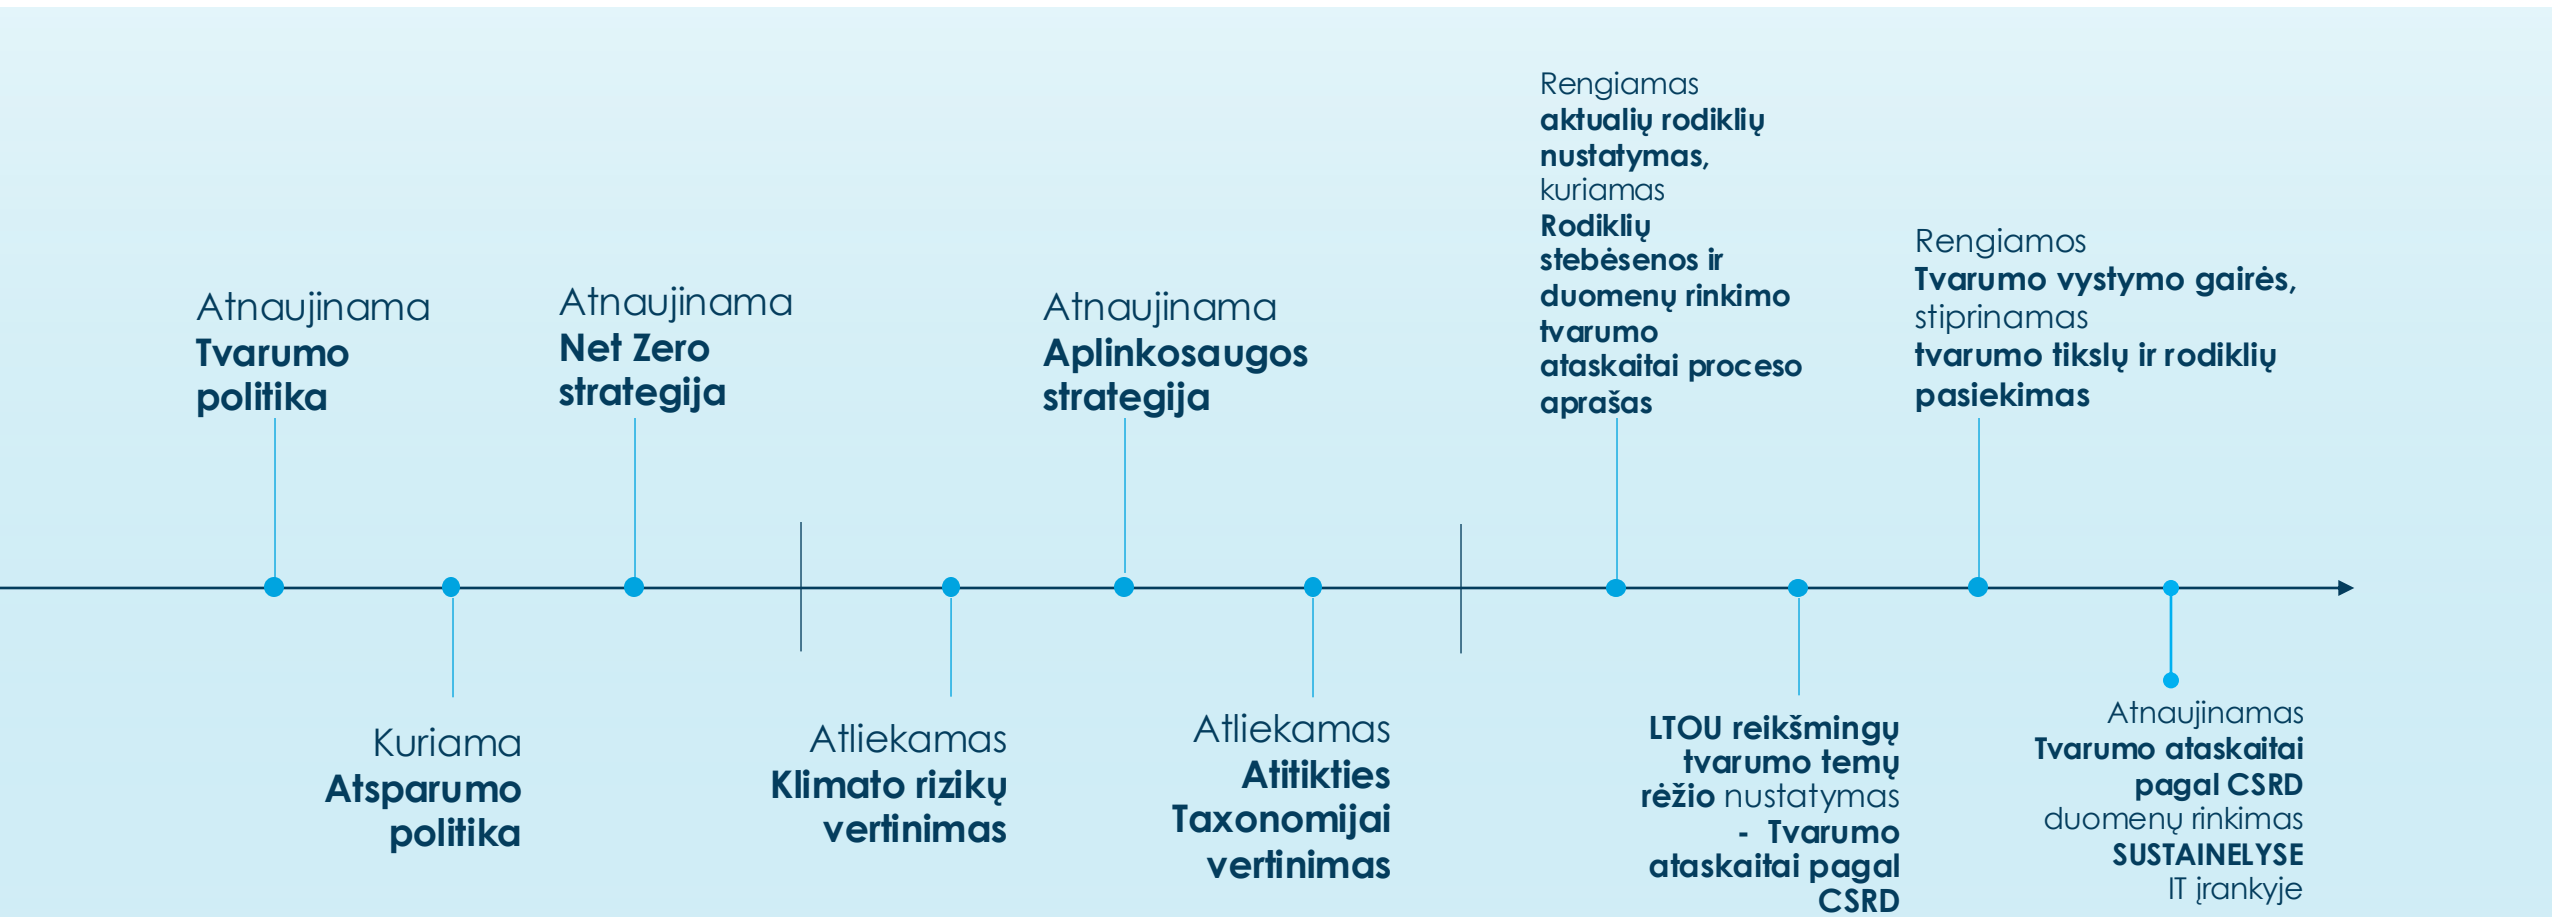 Atnaujinama
Tvarumo
politika
Kuriama
Atsparumo
politika
Atnaujinama
Net Zero
strategija
Atliekamas
Klimato rizikų
vertinimas
Atnaujinama
Aplinkosaugos
strategija
Atliekamas
Atitikties
Taxonomijai
vertinimas
Rengiamas
aktualių rodiklių
nustatymas,
kuriamas
Rodiklių
stebėsenos ir
duomenų rinkimo
tvarumo
ataskaitai proceso
aprašas
LTOU reikšmingų
tvarumo temų
rėžio nustatymas
- Tvarumo
ataskaitai pagal
CSRD
Rengiamos
Tvarumo vystymo gairės,
stiprinamas
tvarumo tikslų ir rodiklių
pasiekimas
Atnaujinamas
Tvarumo ataskaitai
pagal CSRD
duomenų rinkimas
SUSTAINELYSE
IT įrankyje